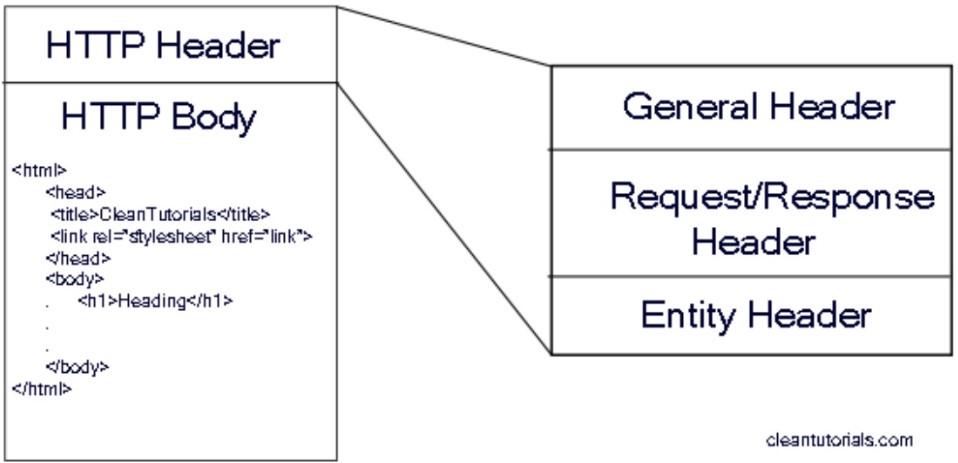 HTTP Header
HTTP Body
<html>
<head>
<title>CleanTutorials</title>
<link rel="stylesheet" href="link">
</head>
<body>
. <h1>Heading</h1>
.
.
</body>
</html>
General Header
Request/Response
Header
Entity Header
cleantutorials.com